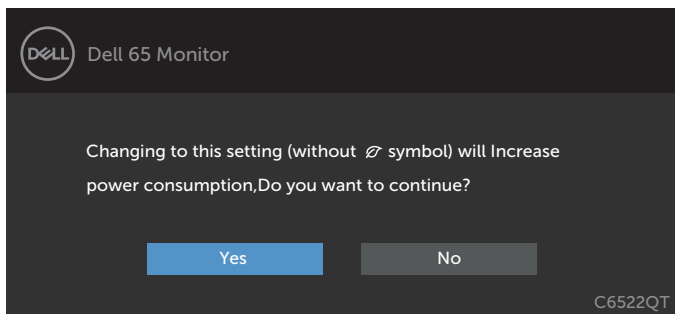 DELL
Dell 65 Monitor
Changing to this setting (without symbol) will Increase
power consumption,Do you want to continue?
Yes
No
C6522QT